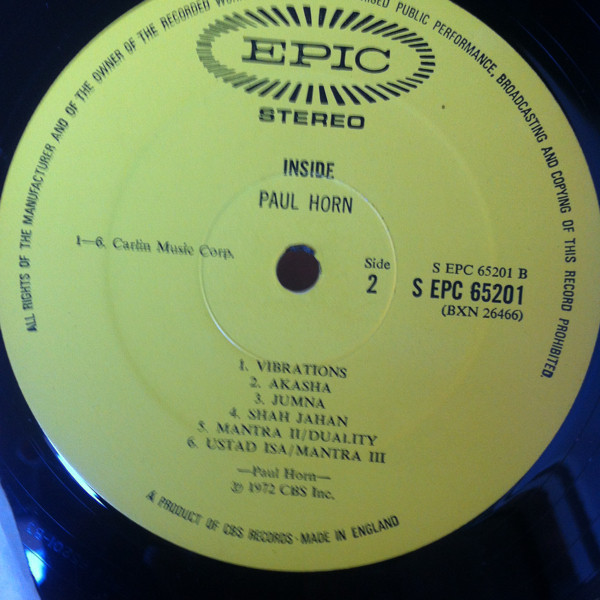 ALL RIGHTS OF THE MANUFACTURER AND OF THE OWNER OF THE RECORDED PUBLIC PERFORMANCE, BROADCASTING AND COPYING OF THIS RECORD PROHIBITED.
EPIC
STEREO
INSIDE
PAUL HORN
1—6. Carlin Music Corp.
Side
2
S EPC 65201 B
S EPC 65201
(BXN 26466)
1. VIBRATIONS
2. AKASHA
3. JUMNA
4. SHAH JAHAN
5. MANTRA II/DUALITY
6. USTAD ISA/MANTRA III
—Paul Horn—
℗ 1972 CBS Inc.
A PRODUCT OF CBS RECORDS · MADE IN ENGLAND